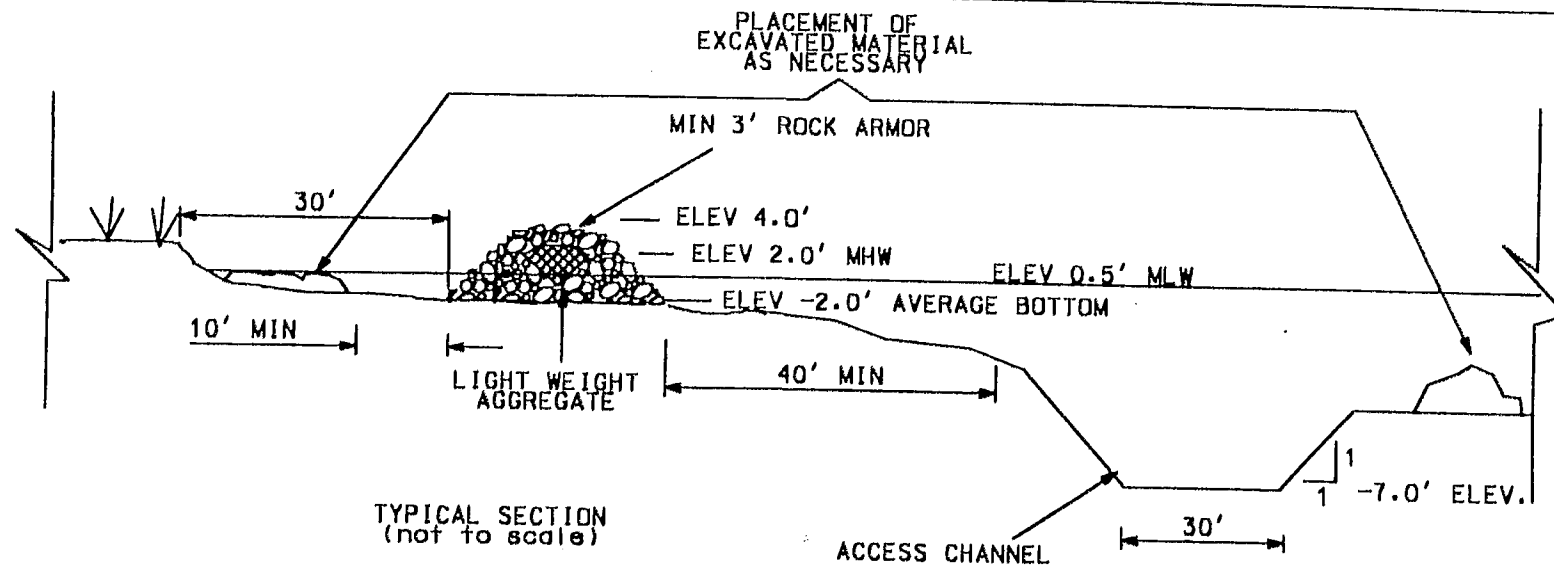 PLACEMENT OF
EXCAVATED MATERIAL
AS NECESSARY
MIN 3' ROCK ARMOR
30'
ELEV 4.0'
ELEV 2.0' MHW
ELEV 0.5' MLW
ELEV -2.0' AVERAGE BOTTOM
10' MIN
LIGHT WEIGHT
AGGREGATE
40' MIN
1
1
-7.0' ELEV.
TYPICAL SECTION
(not to scale)
30'
ACCESS CHANNEL